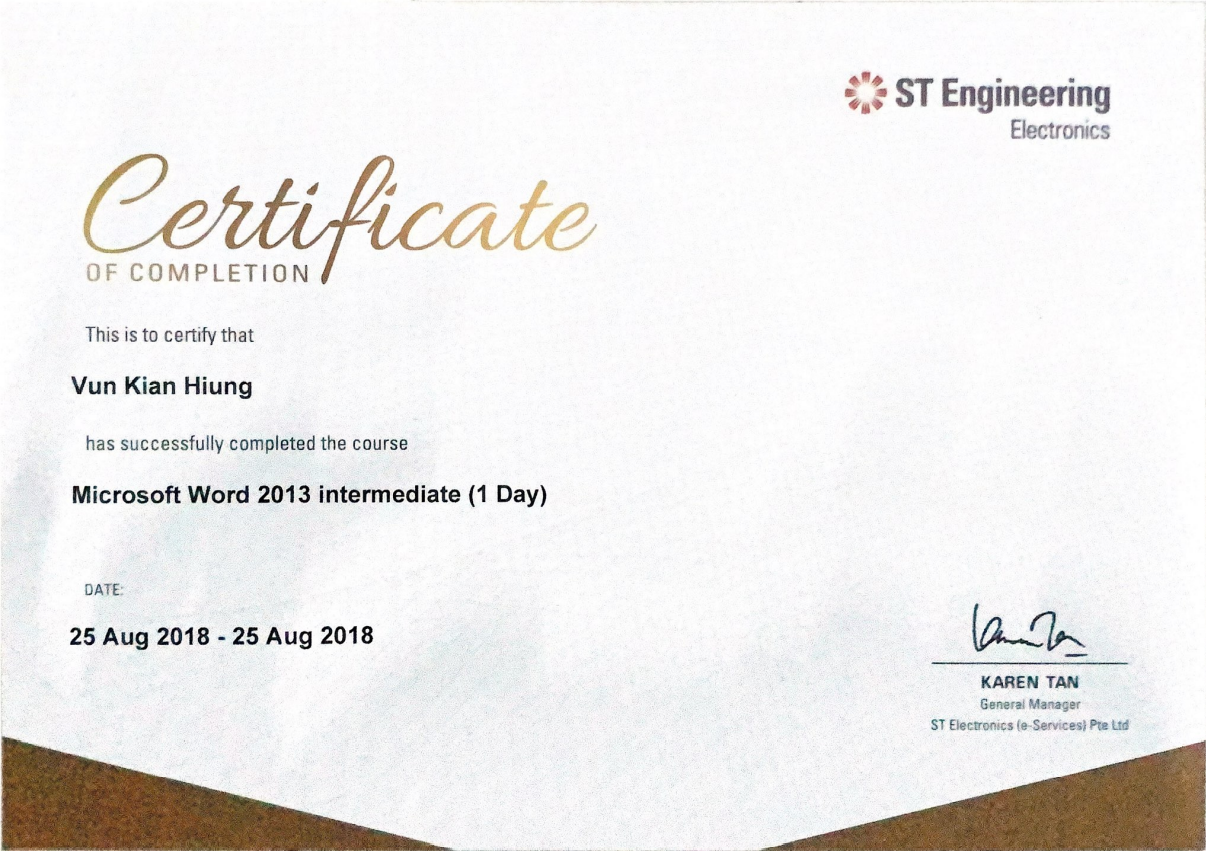 ST Engineering
Electronics
Certificate
OF COMPLETION
This is to certify that
Vun Kian Hiung
has successfully completed the course
Microsoft Word 2013 intermediate (1 Day)
DATE:
25 Aug 2018 - 25 Aug 2018
KAREN TAN
General Manager
ST Electronics (e-Services) Pte Ltd